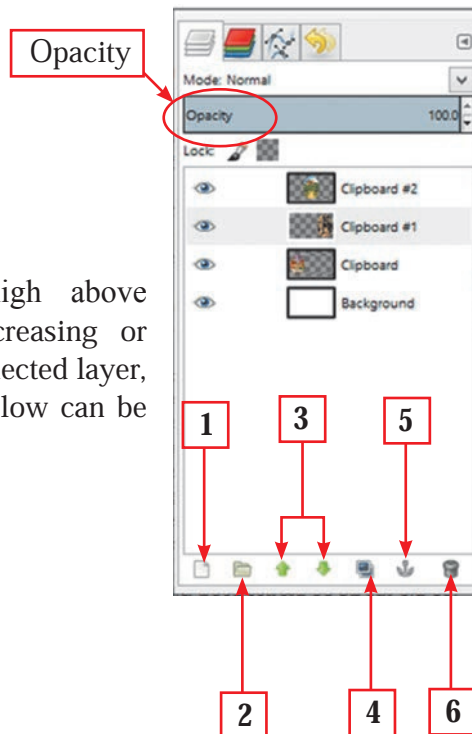 Opacity
Mode: Normal
Opacity 100.0
Lock:
Clipboard #2
igh above
Clipboard #1
creasing or
Clipboard
lected layer,
Background
low can be
1
3
5
2
4
6